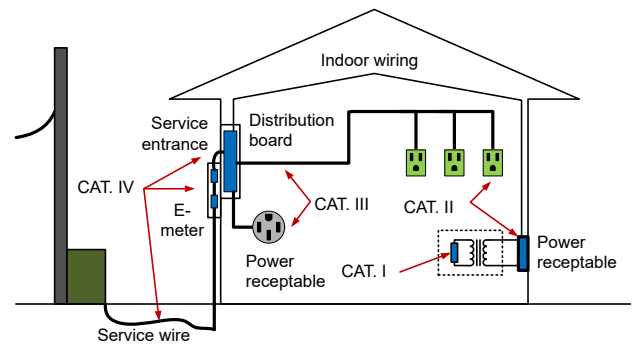 Indoor wiring
Service
entrance
Distribution
board
CAT. IV
E-
meter
CAT. III
CAT. II
Power
receptable
CAT. I
Power
receptable
Service wire